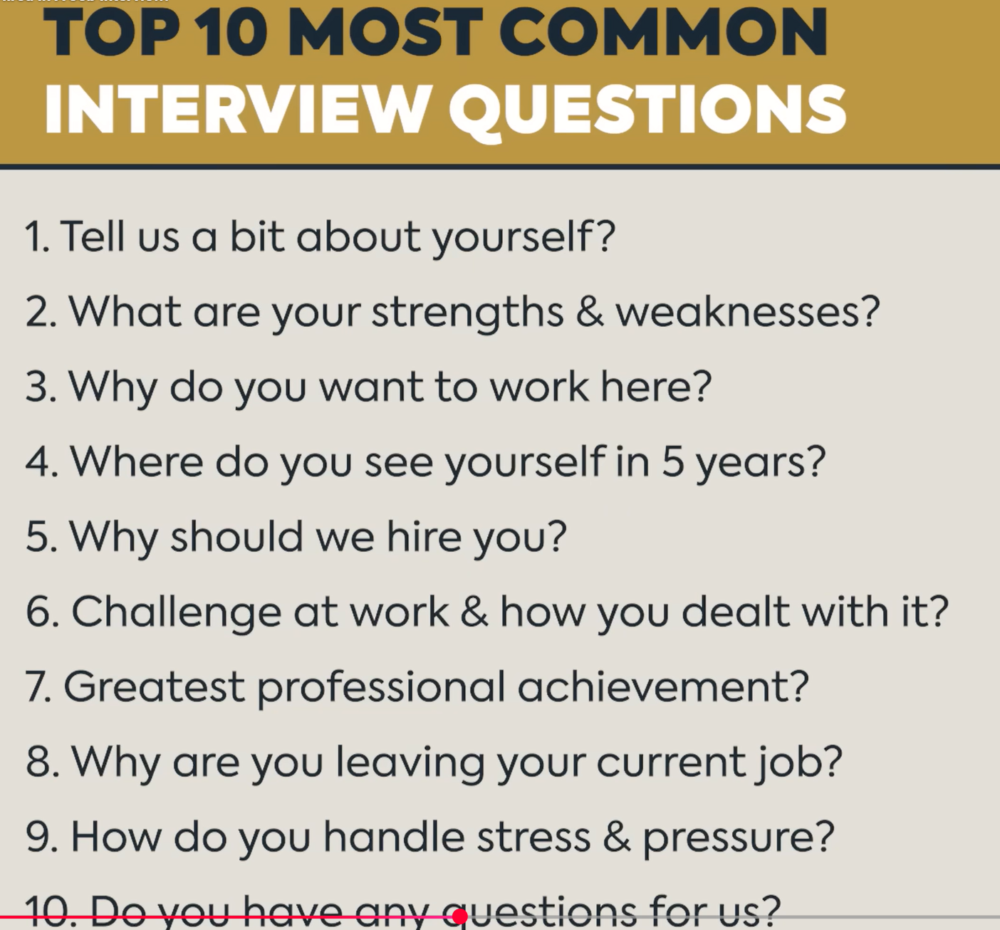 TOP 10 MOST COMMON
INTERVIEW QUESTIONS
1. Tell us a bit about yourself?
2. What are your strengths & weaknesses?
3. Why do you want to work here?
4. Where do you see yourself in 5 years?
5. Why should we hire you?
6. Challenge at work & how you dealt with it?
7. Greatest professional achievement?
8. Why are you leaving your current job?
9. How do you handle stress & pressure?
10. Do you have any questions for us?